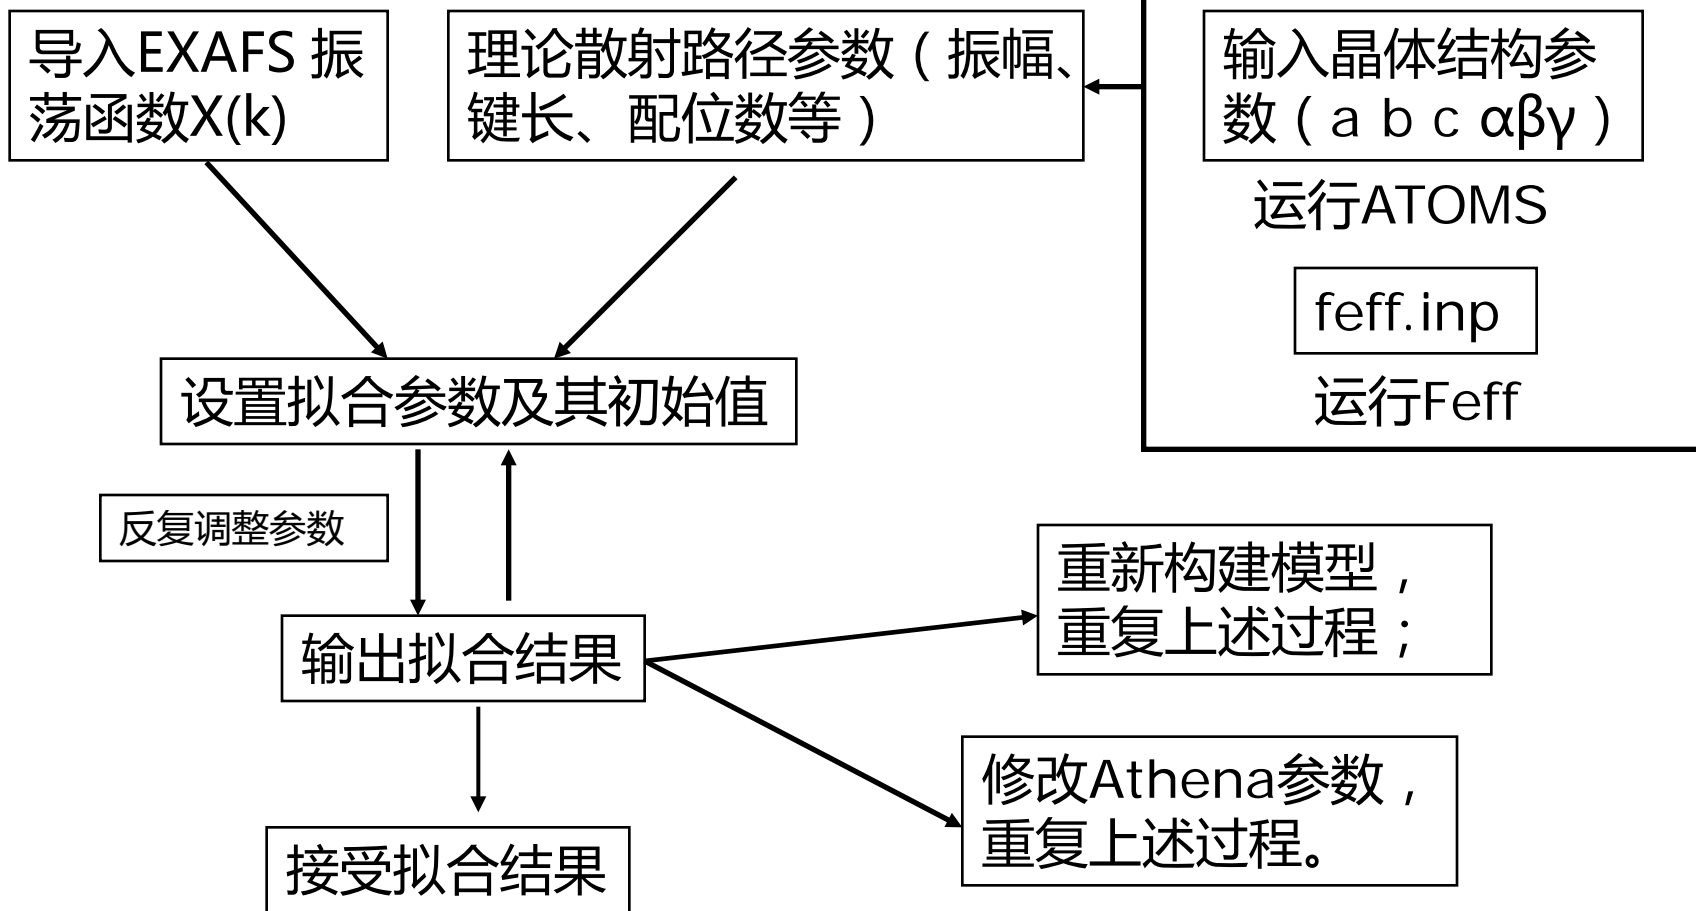 导入EXAFS 振
荡函数X(k)
理论散射路径参数（振幅、
键长、配位数等）
输入晶体结构参
数（a b c αβγ）
运行ATOMS
feff.inp
运行Feff
设置拟合参数及其初始值
反复调整参数
输出拟合结果
重新构建模型，
重复上述过程；
修改Athena参数，
重复上述过程。
接受拟合结果